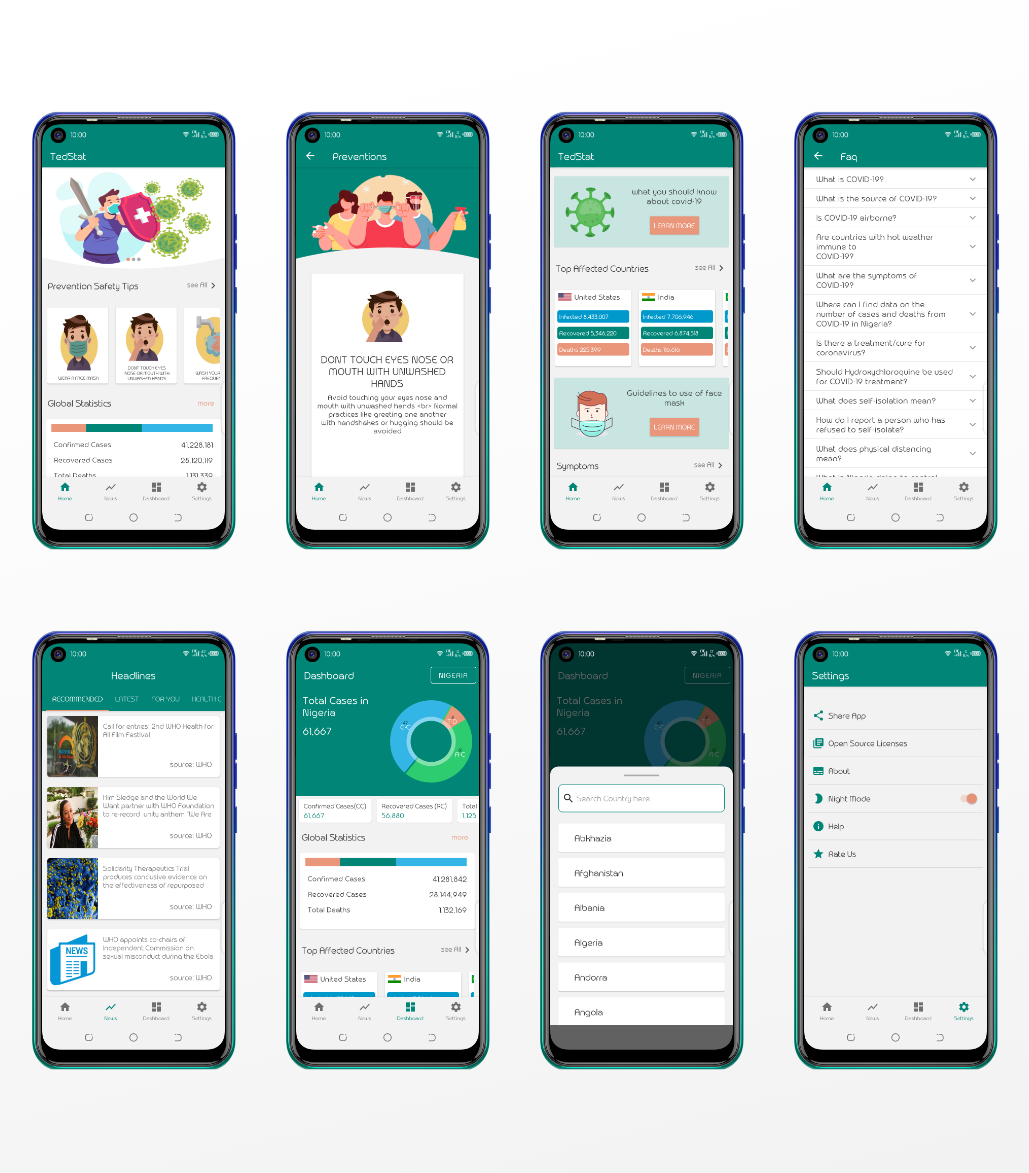 10:00
TedStat
Prevention Safety Tips
see All
WEAR A FACE MASK
DON'T TOUCH EYES
NOSE OR MOUTH WITH
UNWASHED HANDS
WASH YOUR
Global Statistics
more
Confirmed Cases
41,228,181
Recovered Cases
28,120,119
Total Deaths
1,131,339
Home
News
Dashboard
Settings
10:00
Preventions
DONT TOUCH EYES NOSE OR
MOUTH WITH UNWASHED
HANDS
Avoid touching your eyes nose and
mouth with unwashed hands <br> Normal
practices like greeting one another
with handshakes or hugging should be
avoided
Home
News
Dashboard
Settings
10:00
TedStat
what you should know
about covid-19
LEARN MORE
Top Affected Countries
see All
United States
Infected 8,433,007
Recovered 5,346,220
Deaths 225,399
India
Infected 7,706,946
Recovered 6,874,518
Guidelines to use of face
mask
LEARN MORE
Symptoms
see All
Home
News
Dashboard
Settings
10:00
Faq
What is COVID-19?
What is the source of COVID-19?
Is COVID-19 airborne?
Are countries with hot weather
immune to
COVID-19?
What are the symptoms of
COVID-19?
Where can I find data on the
number of cases and deaths from
COVID-19 in Nigeria?
Is there a treatment/cure for
coronavirus?
Should Hydroxychloroquine be used
for COVID-19 treatment?
What does self-isolation mean?
How do I report a person who has
refused to self-isolate?
What does physical distancing
mean?
Home
News
Dashboard
Settings
10:00
Headlines
RECOMMENDED
LATEST
FOR YOU
HEALTH C
Call for entries: 2nd WHO Health for
All Film Festival
source: WHO
Kim Sledge and the World We
Want partner with WHO Foundation
to re-record unity anthem "We Are
source: WHO
Solidarity Therapeutics Trial
produces conclusive evidence on
the effectiveness of repurposed
source: WHO
NEWS
WHO appoints co-chairs of
Independent Commission on
sexual misconduct during the Ebola
source: WHO
Home
News
Dashboard
Settings
10:00
Dashboard
NIGERIA
Total Cases in
Nigeria
61,667
CC
TD
AC
Confirmed Cases(CC)
61,667
Recovered Cases (RC)
56,880
Total
1,125
Global Statistics
more
Confirmed Cases
41,281,842
Recovered Cases
28,144,949
Total Deaths
1,132,169
Top Affected Countries
see All
United States
India
Home
News
Dashboard
Settings
10:00
Dashboard
NIGERIA
Total Cases in
Nigeria
61,667
CC
TD
AC
Search Country here
Abkhazia
Afghanistan
Albania
Algeria
Andorra
Angola
10:00
Settings
Share App
Open Source Licenses
About
Night Mode
Help
Rate Us
Home
News
Dashboard
Settings